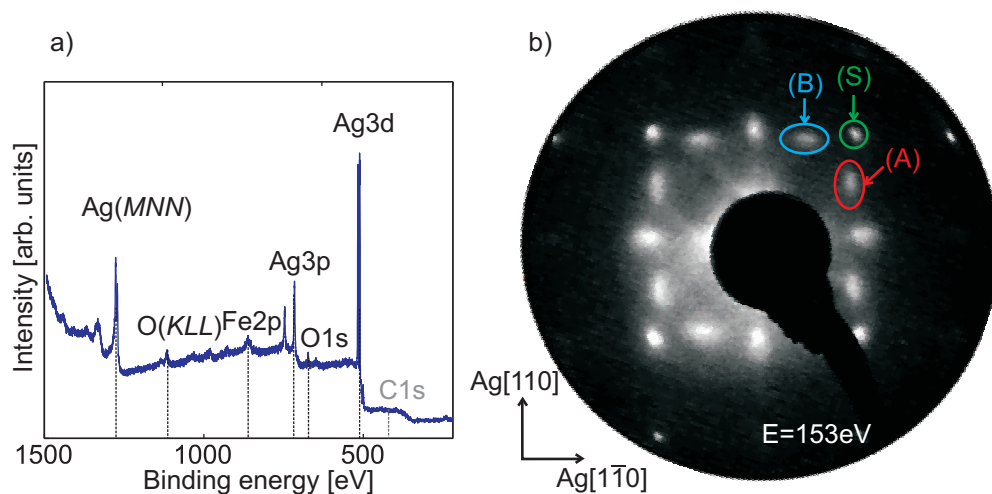 a)
Intensity [arb. units]
Ag3d
Ag(MNN)
Ag3p
O(KLL)
Fe2p
O1s
C1s
1500
1000
500
Binding energy [eV]
b)
(B)
(S)
(A)
Ag[110]
Ag[11̅0]
E=153eV